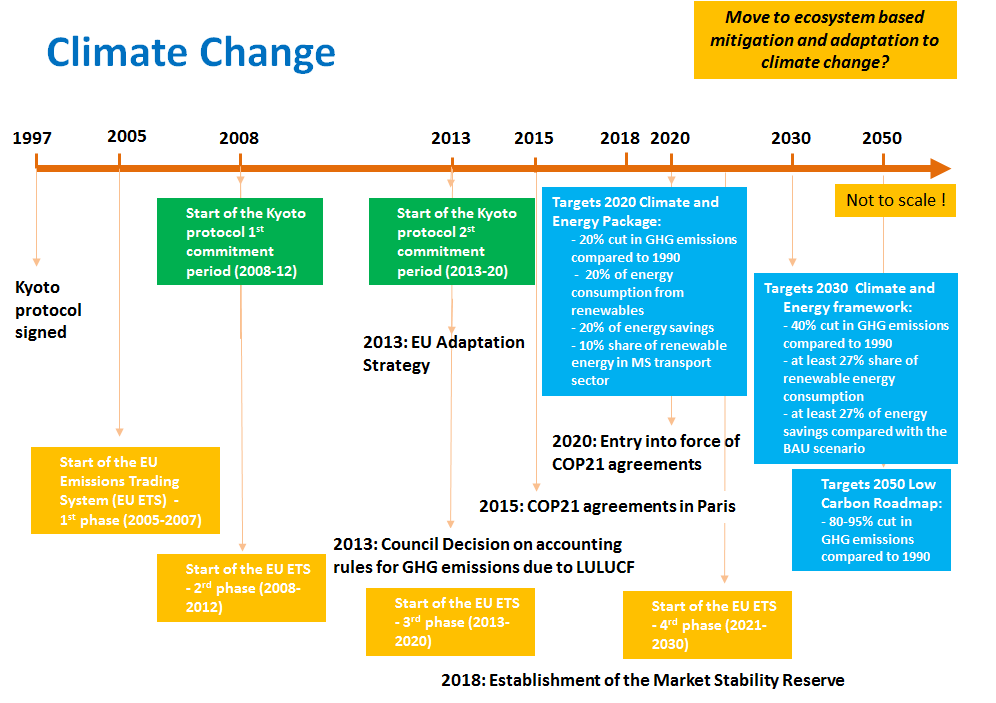 Climate Change
Move to ecosystem based
mitigation and adaptation to
climate change?
1997
2005
2008
2013
2015
2018
2020
2030
2050
Not to scale !
Kyoto
protocol
signed
Start of the Kyoto
protocol 1st
commitment
period (2008-12)
Start of the Kyoto
protocol 2st
commitment
period (2013-20)
2013: EU Adaptation
Strategy
Targets 2020 Climate and
Energy Package:
- 20% cut in GHG emissions
compared to 1990
- 20% of energy
consumption from
renewables
- 20% of energy savings
- 10% share of renewable
energy in MS transport
sector
Targets 2030 Climate and
Energy framework:
- 40% cut in GHG emissions
compared to 1990
- at least 27% share of
renewable energy
consumption
- at least 27% of energy
savings compared with the
BAU scenario
2020: Entry into force of
COP21 agreements
Start of the EU
Emissions Trading
System (EU ETS) -
1st phase (2005-2007)
Targets 2050 Low
Carbon Roadmap:
- 80-95% cut in
GHG emissions
compared to 1990
2015: COP21 agreements in Paris
2013: Council Decision on accounting
rules for GHG emissions due to LULUCF
Start of the EU ETS
- 2rd phase (2008-
2012)
Start of the EU ETS
- 3rd phase (2013-
2020)
Start of the EU ETS
- 4rd phase (2021-
2030)
2018: Establishment of the Market Stability Reserve